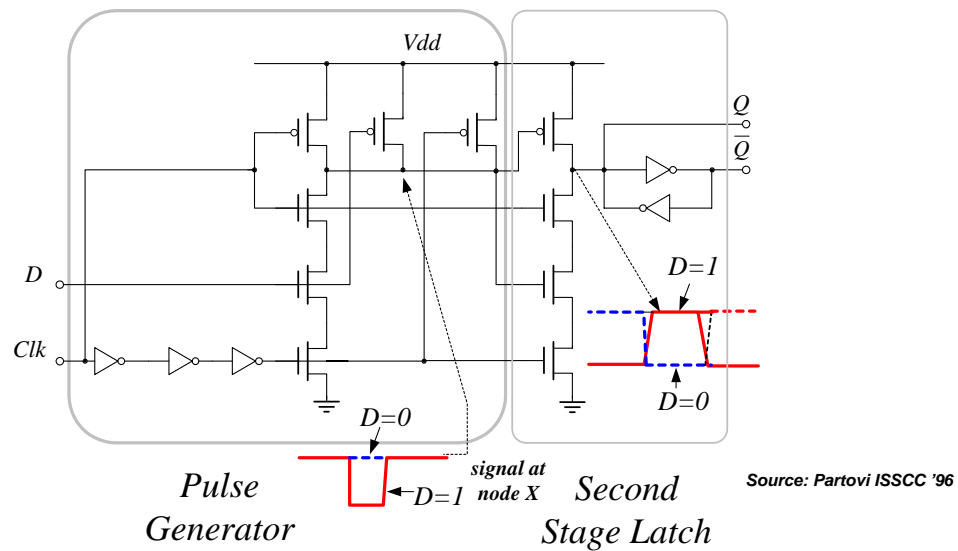 Vdd
Q
Q̅
D
Clk
D=1
D=0
D=0
D=1
signal at
node X
Pulse
Generator
Second
Stage Latch
Source: Partovi ISSCC '96